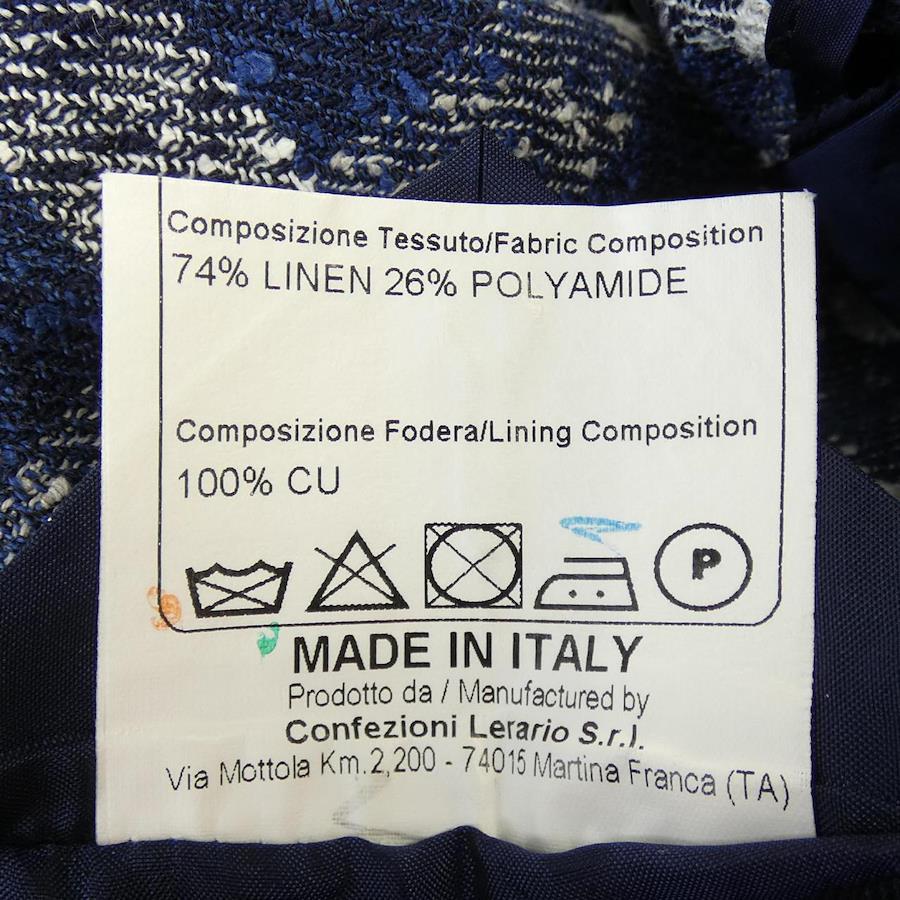 Composizione Tessuto/Fabric Composition
74% LINEN 26% POLYAMIDE
Composizione Fodera/Lining Composition
100% CU
P
MADE IN ITALY
Prodotto da / Manufactured by
Confezioni Lerario S.r.l.
Via Mottola Km.2,200 - 74015 Martina Franca (TA)